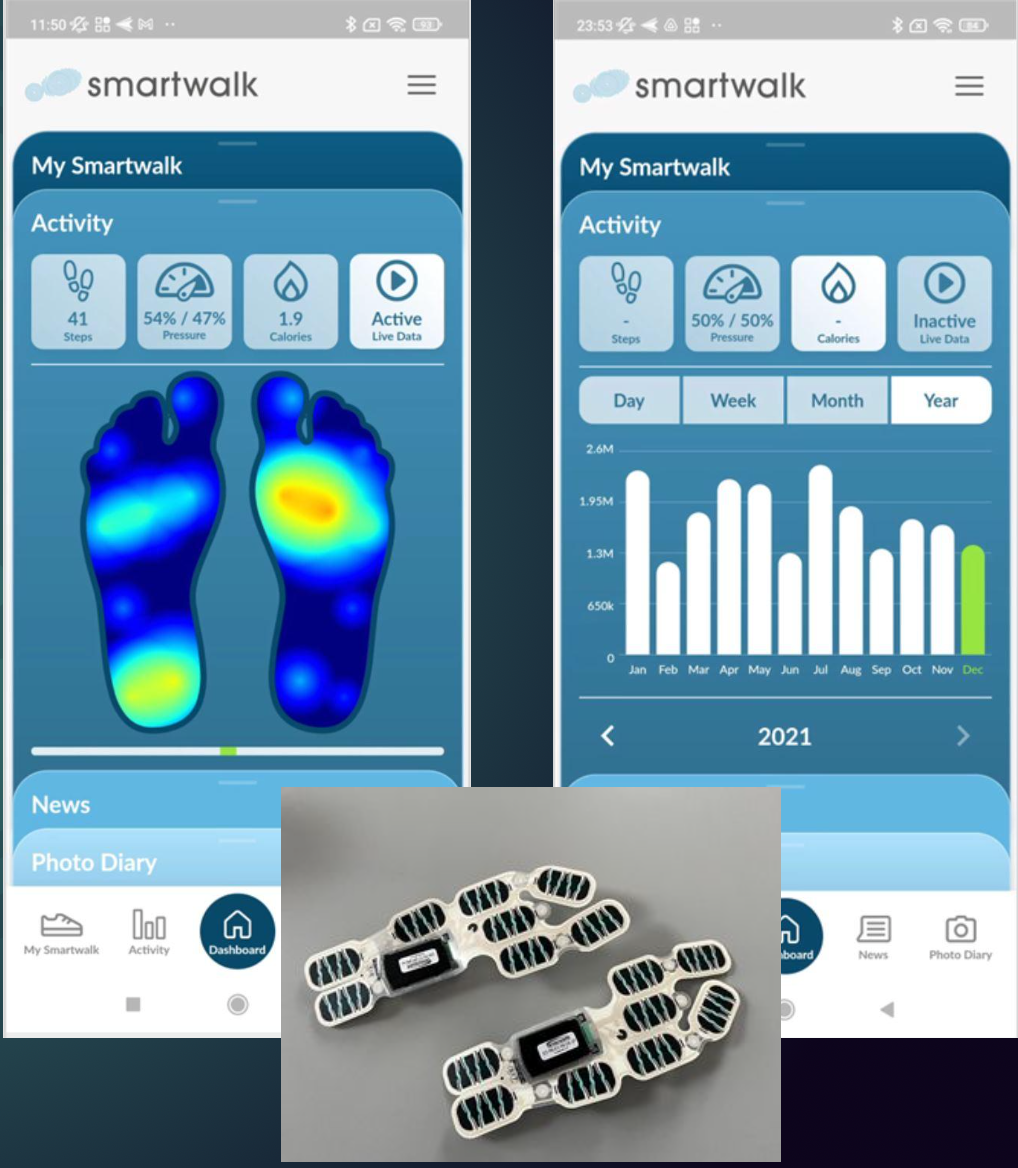 11:50
93
smartwalk
My Smartwalk
Activity
41
Steps
54% / 47%
Pressure
1.9
Calories
Active
Live Data
News
Photo Diary
My Smartwalk
Activity
Dashboard
23:53
84
smartwalk
My Smartwalk
Activity
-
Steps
50% / 50%
Pressure
-
Calories
Inactive
Live Data
Day Week Month Year
2.6M
1.95M
1.3M
650k
0
Jan Feb Mar Apr May Jun Jul Aug Sep Oct Nov Dec
2021
board
News
Photo Diary